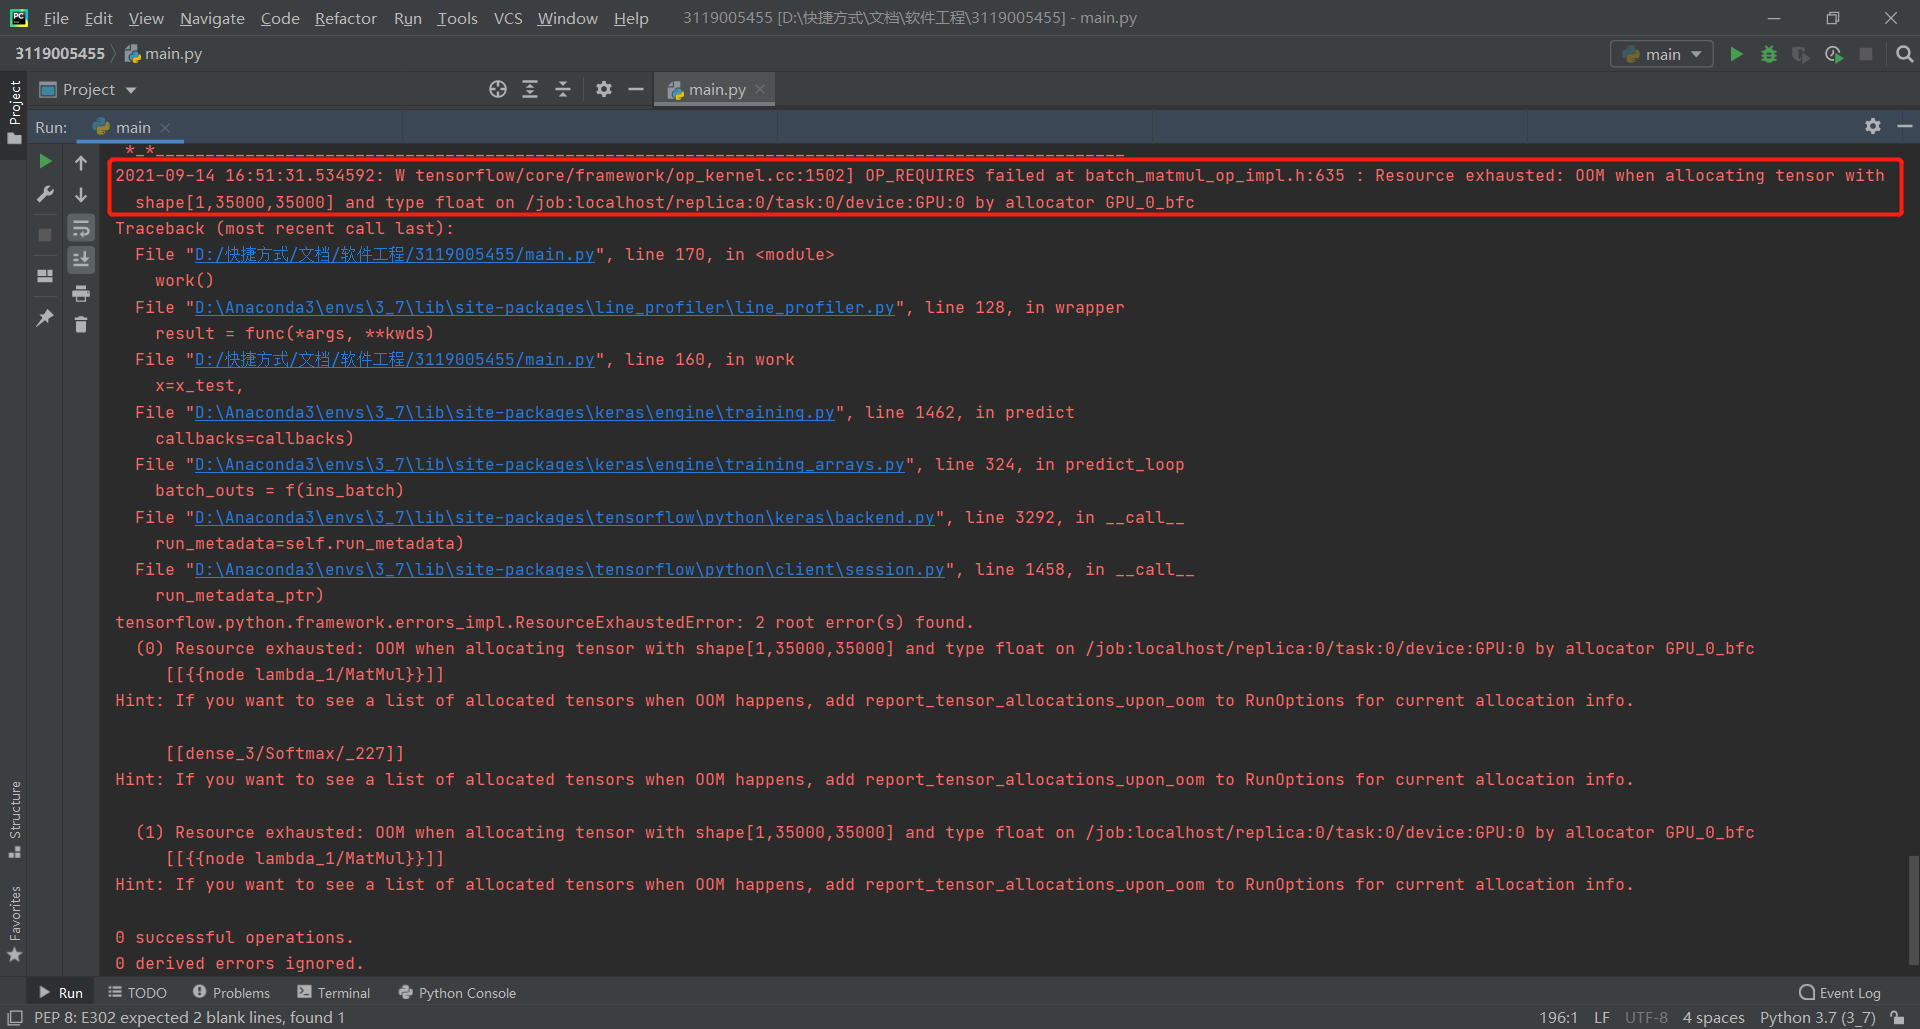 File Edit View Navigate Code Refactor Run Tools VCS Window Help 3119005455 [D:\快捷方式\文档\软件工程\3119005455] - main.py
3119005455 main.py main
Project main.py
Project
Run: main
*_*_________________________________________________________________________________________________
2021-09-14 16:51:31.534592: W tensorflow/core/framework/op_kernel.cc:1502] OP_REQUIRES failed at batch_matmul_op_impl.h:635 : Resource exhausted: OOM when allocating tensor with
shape[1,35000,35000] and type float on /job:localhost/replica:0/task:0/device:GPU:0 by allocator GPU_0_bfc
Traceback (most recent call last):
File "D:/快捷方式/文档/软件工程/3119005455/main.py", line 170, in <module>
work()
File "D:\Anaconda3\envs\3_7\lib\site-packages\line_profiler\line_profiler.py", line 128, in wrapper
result = func(*args, **kwds)
File "D:/快捷方式/文档/软件工程/3119005455/main.py", line 160, in work
x=x_test,
File "D:\Anaconda3\envs\3_7\lib\site-packages\keras\engine\training.py", line 1462, in predict
callbacks=callbacks)
File "D:\Anaconda3\envs\3_7\lib\site-packages\keras\engine\training_arrays.py", line 324, in predict_loop
batch_outs = f(ins_batch)
File "D:\Anaconda3\envs\3_7\lib\site-packages\tensorflow\python\keras\backend.py", line 3292, in __call__
run_metadata=self.run_metadata)
File "D:\Anaconda3\envs\3_7\lib\site-packages\tensorflow\python\client\session.py", line 1458, in __call__
run_metadata_ptr)
tensorflow.python.framework.errors_impl.ResourceExhaustedError: 2 root error(s) found.
(0) Resource exhausted: OOM when allocating tensor with shape[1,35000,35000] and type float on /job:localhost/replica:0/task:0/device:GPU:0 by allocator GPU_0_bfc
[[{{node lambda_1/MatMul}}]]
Hint: If you want to see a list of allocated tensors when OOM happens, add report_tensor_allocations_upon_oom to RunOptions for current allocation info.
[[dense_3/Softmax/_227]]
Hint: If you want to see a list of allocated tensors when OOM happens, add report_tensor_allocations_upon_oom to RunOptions for current allocation info.
(1) Resource exhausted: OOM when allocating tensor with shape[1,35000,35000] and type float on /job:localhost/replica:0/task:0/device:GPU:0 by allocator GPU_0_bfc
[[{{node lambda_1/MatMul}}]]
Hint: If you want to see a list of allocated tensors when OOM happens, add report_tensor_allocations_upon_oom to RunOptions for current allocation info.
0 successful operations.
0 derived errors ignored.
Structure
Favorites
Run TODO Problems Terminal Python Console Event Log
PEP 8: E302 expected 2 blank lines, found 1 196:1 LF UTF-8 4 spaces Python 3.7 (3_7)